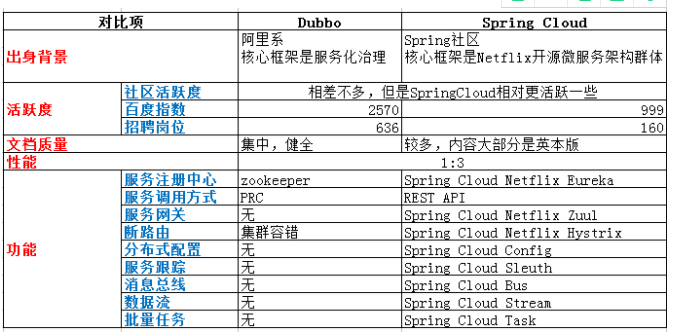 对比项 Dubbo Spring Cloud
出身背景 阿里系 Spring社区
核心框架是服务化治理 核心框架是Netflix开源微服务架构群体
活跃度 社区活跃度 相差不多，但是SpringCloud相对更活跃一些
百度指数 2570 999
招聘岗位 636 160
文档质量 集中，健全 较多，内容大部分是英本版
性能 1:3
功能 服务注册中心 zookeeper Spring Cloud Netflix Eureka
服务调用方式 PRC REST API
服务网关 无 Spring Cloud Netflix Zuul
断路由 集群容错 Spring Cloud Netflix Hystrix
分布式配置 无 Spring Cloud Config
服务跟踪 无 Spring Cloud Sleuth
消息总线 无 Spring Cloud Bus
数据流 无 Spring Cloud Stream
批量任务 无 Spring Cloud Task